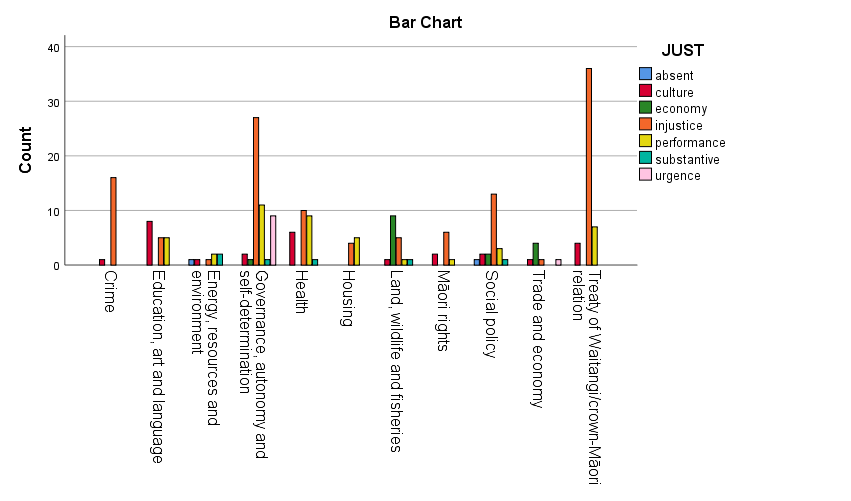 Bar Chart
JUST
absent
culture
economy
injustice
performance
substantive
urgence
Count
40
30
20
10
0
Crime
Education, art and language
Energy, resources and
environment
Governance, autonomy and
self-determination
Health
Housing
Land, wildlife and fisheries
Māori rights
Social policy
Trade and economy
Treaty of Waitangi/crown-Māori
relation